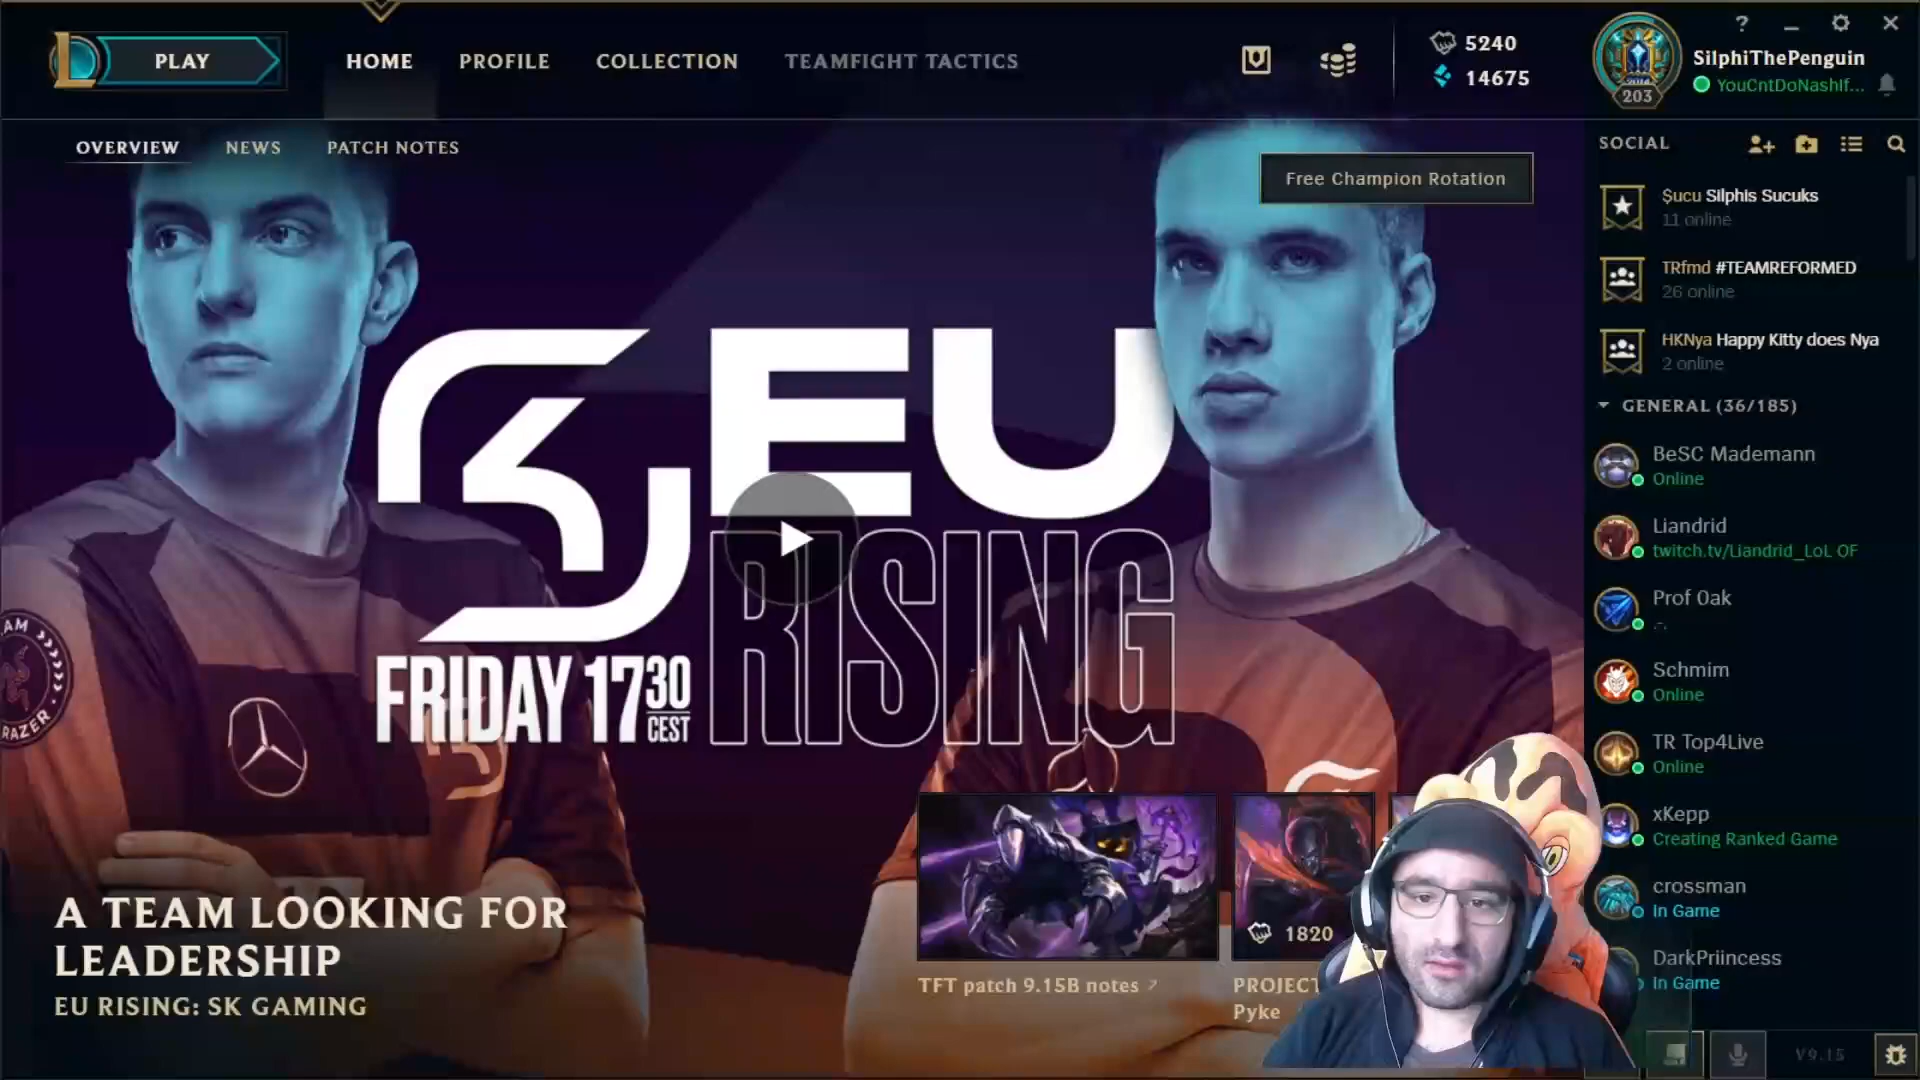 PLAY
HOME
PROFILE
COLLECTION
TEAMFIGHT TACTICS
5240
14675
203
?
SilphiThePenguin
YouCntDoNashIf...
OVERVIEW
NEWS
PATCH NOTES
Free Champion Rotation
SOCIAL
$ucu Silphis Sucuks
11 online
TRfmd #TEAMREFORMED
26 online
HKNya Happy Kitty does Nya
2 online
GENERAL (36/185)
BeSC Mademann
Online
Liandrid
twitch.tv/Liandrid_LoL OF
Prof Oak
-.
Schmim
Online
TR Top4Live
Online
xKepp
Creating Ranked Game
crossman
In Game
DarkPriincess
In Game
EU
RISING
FRIDAY 17 30
CEST
RAZER
A TEAM LOOKING FOR
LEADERSHIP
EU RISING: SK GAMING
1820
TFT patch 9.15B notes
PROJECT
Pyke
V9.15